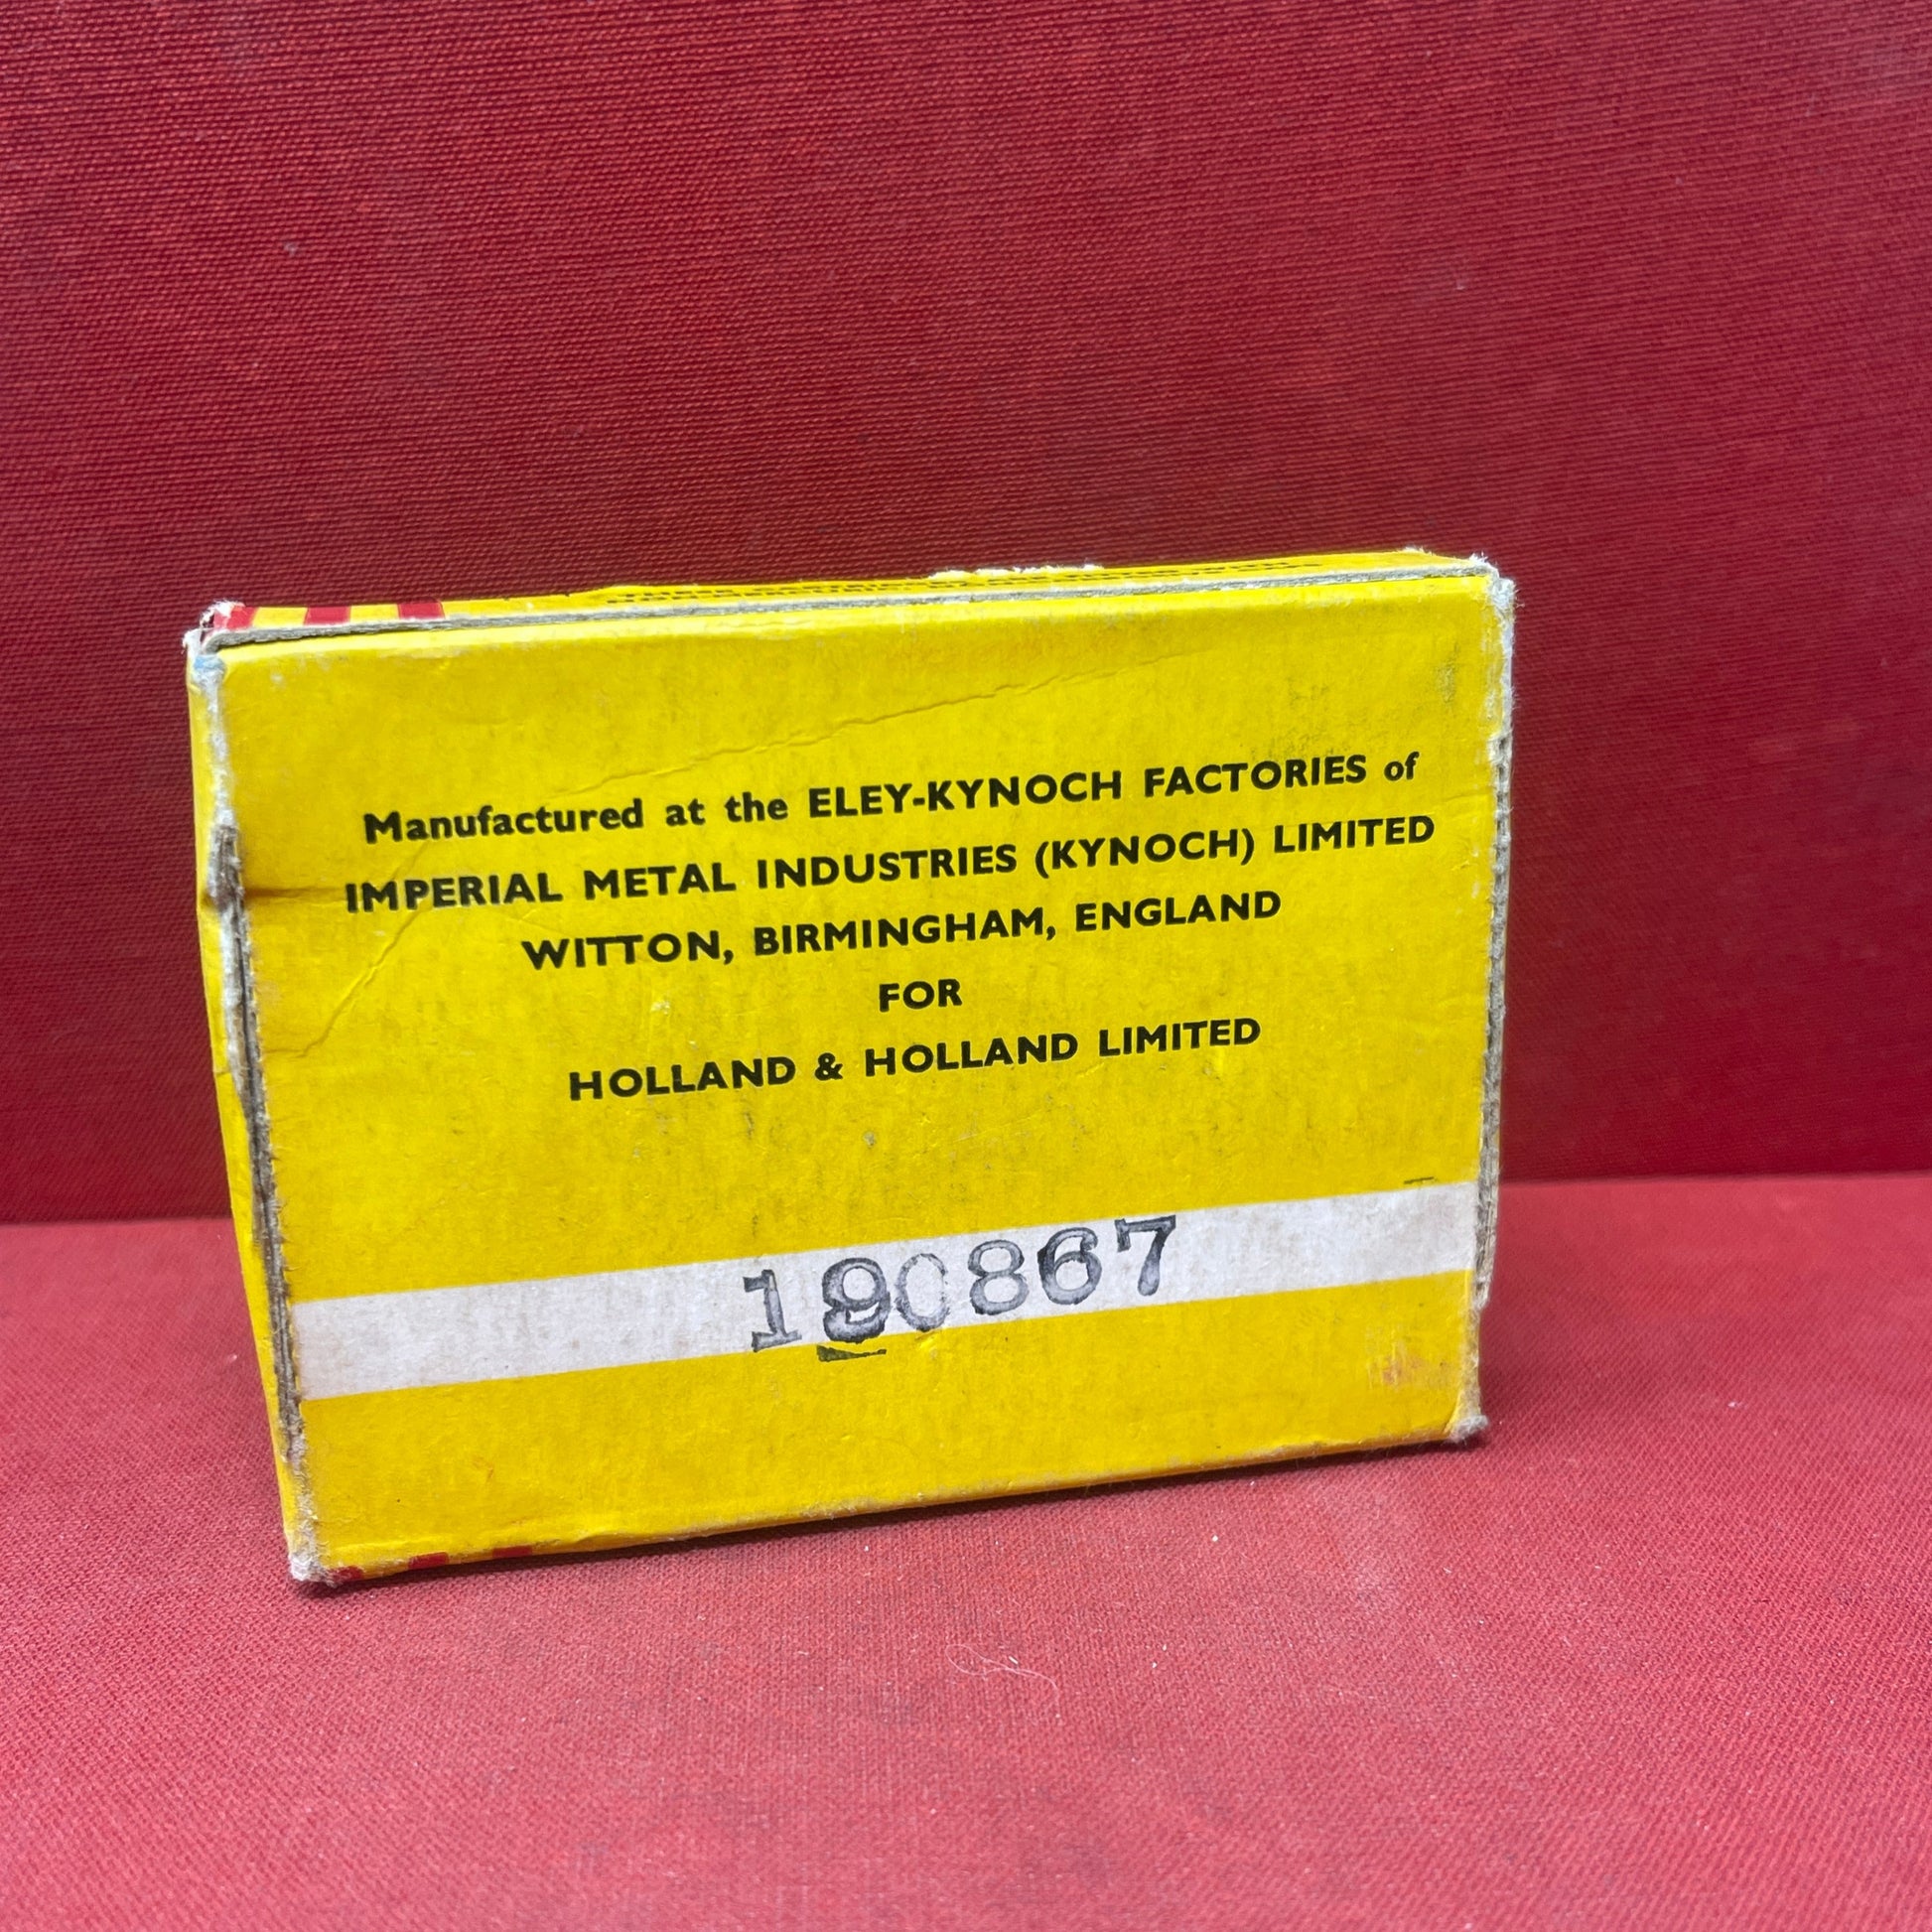 Manufactured at the ELEY-KYNOCH FACTORIES of
IMPERIAL METAL INDUSTRIES (KYNOCH) LIMITED
WITTON, BIRMINGHAM, ENGLAND
FOR
HOLLAND & HOLLAND LIMITED
190867